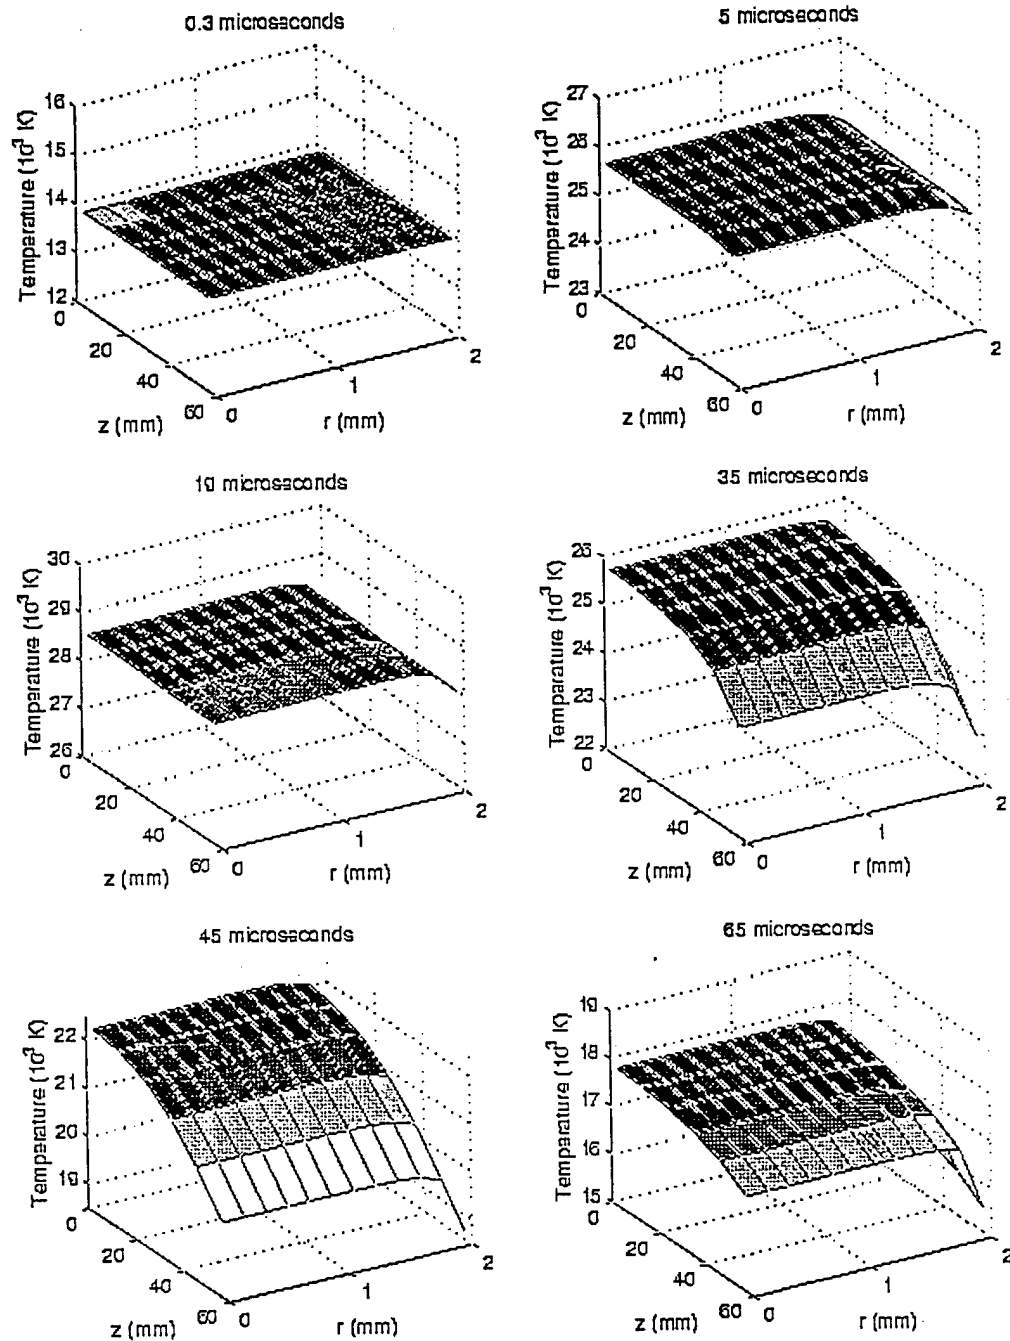 0.3 microseconds
5 microseconds
Temperature (10³ K)
16
15
14
13
12
0
20
40
60
z (mm)
0
1
2
r (mm)
Temperature (10³ K)
27
26
25
24
23
0
20
40
60
z (mm)
0
1
2
r (mm)
10 microseconds
35 microseconds
Temperature (10³ K)
30
29
28
27
26
0
20
40
60
z (mm)
0
1
2
r (mm)
Temperature (10³ K)
26
25
24
23
22
0
20
40
60
z (mm)
0
1
2
r (mm)
45 microseconds
65 microseconds
Temperature (10³ K)
22
21
20
19
0
20
40
60
z (mm)
0
1
2
r (mm)
Temperature (10³ K)
19
18
17
16
15
0
20
40
60
z (mm)
0
1
2
r (mm)